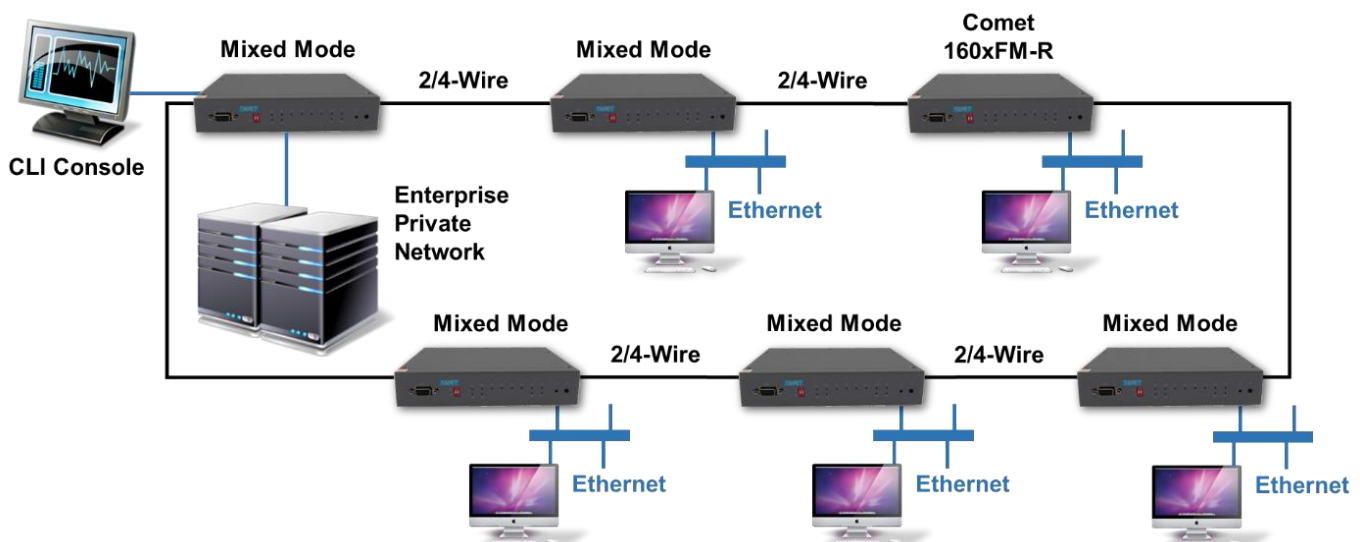 Comet
160xFM-R
Mixed Mode
Mixed Mode
2/4-Wire
2/4-Wire
CLI Console
Enterprise
Private
Network
Ethernet
Ethernet
Mixed Mode
Mixed Mode
Mixed Mode
2/4-Wire
2/4-Wire
Ethernet
Ethernet
Ethernet